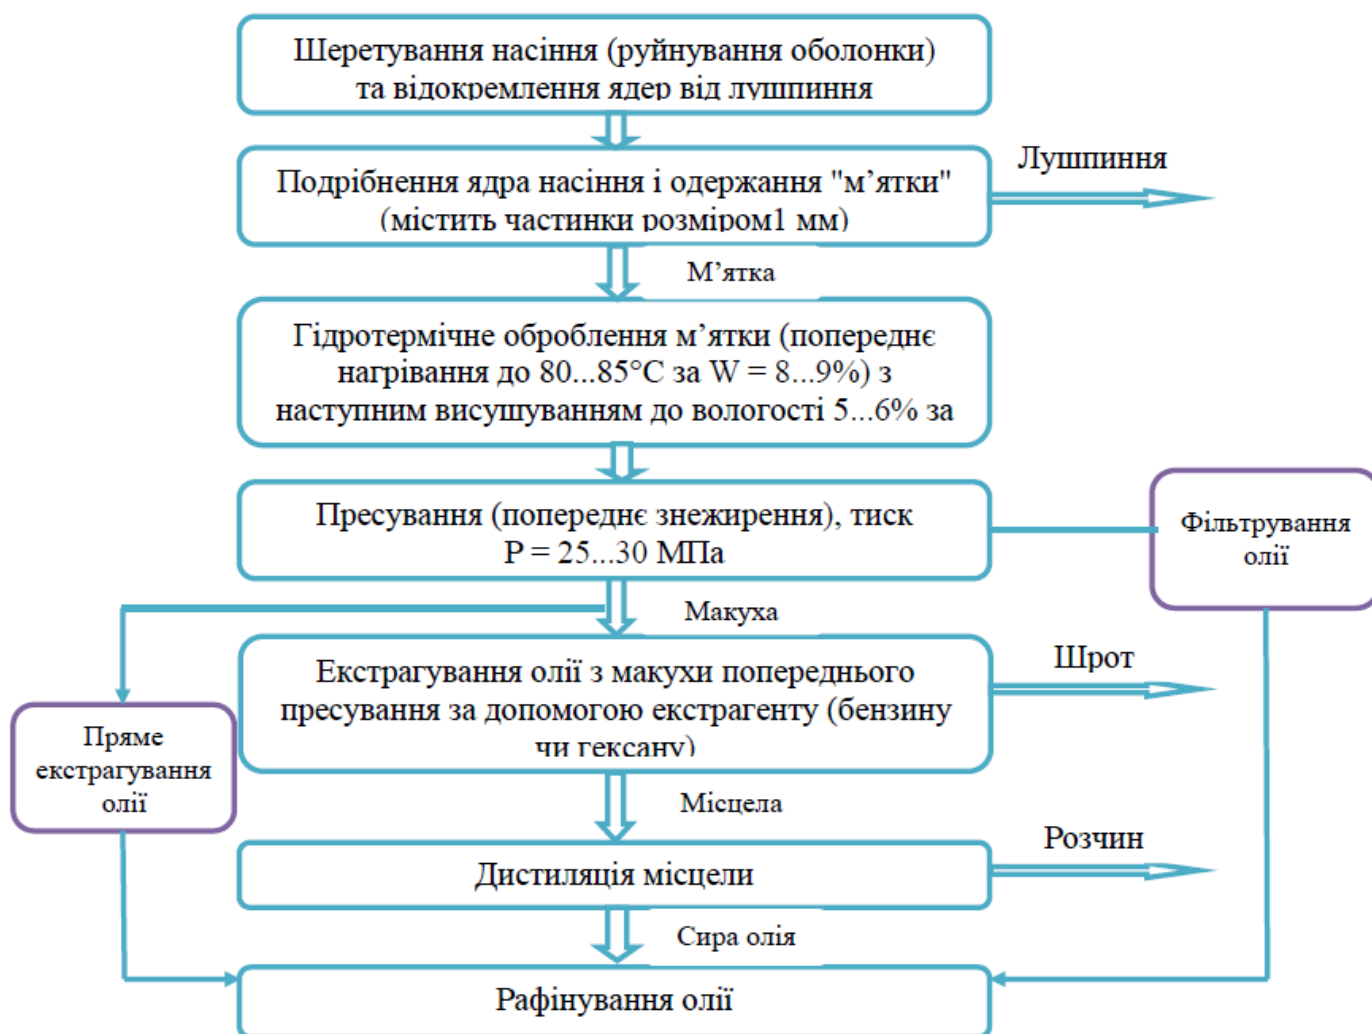 Шеретування насіння (руйнування оболонки)
та відокремлення ядер від лушпиння
Лушпиння
Подрібнення ядра насіння і одержання "м’ятки"
(містить частинки розміром1 мм)
М’ятка
Гідротермічне оброблення м’ятки (попереднє
нагрівання до 80...85°С за W = 8...9%) з
наступним висушуванням до вологості 5...6% за
Пресування (попереднє знежирення), тиск
Р = 25...30 МПа
Фільтрування
олії
Макуха
Екстрагування олії з макухи попереднього
пресування за допомогою екстрагенту (бензину
чи гексану)
Шрот
Пряме
екстрагування
олії
Місцела
Розчин
Дистиляція місцели
Сира олія
Рафінування олії